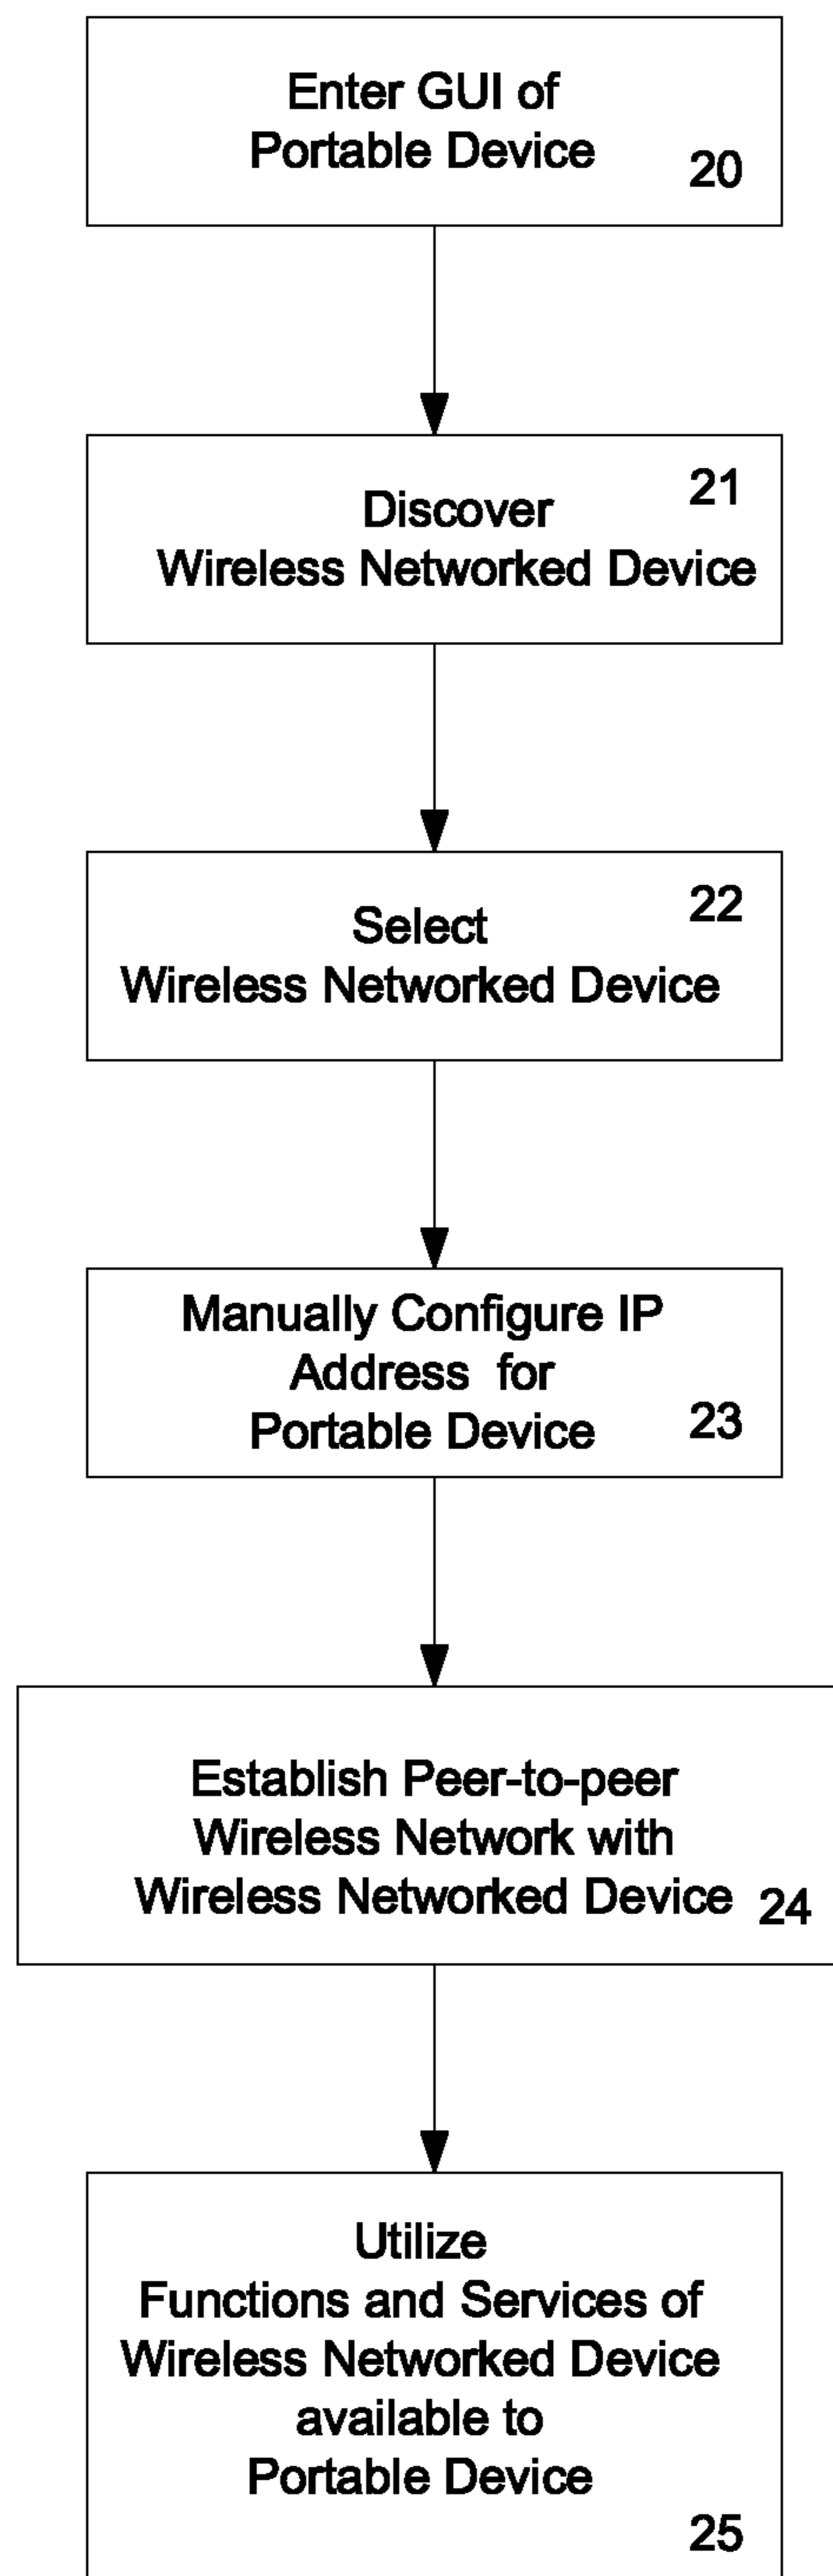 Enter GUI of
Portable Device
20
21
Discover
Wireless Networked Device
22
Select
Wireless Networked Device
Manually Configure IP
Address for
Portable Device
23
Establish Peer-to-peer
Wireless Network with
Wireless Networked Device
24
Utilize
Functions and Services of
Wireless Networked Device
available to
Portable Device
25